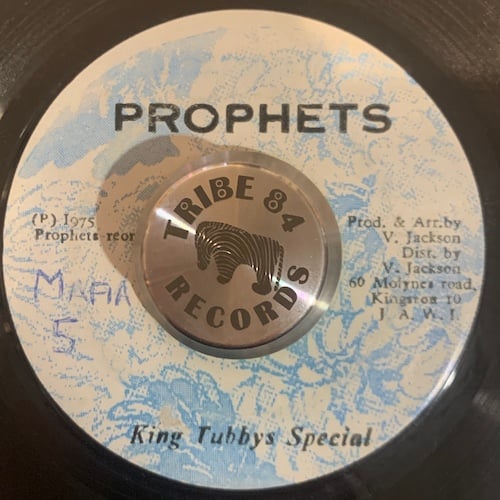 PROPHETS
TRIBE 84
RECORDS
(P) 1975
Prophets reor
MAFIA
5
Prod. & Arr.by
V. Jackson
Dist. by
V. Jackson
60 Molynes road,
Kingston 10
J. A. W. I.
King Tubbys Special